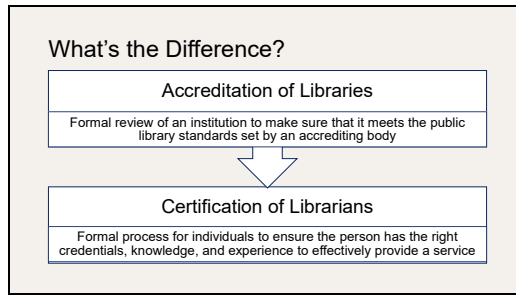 What's the Difference?
Accreditation of Libraries
Formal review of an institution to make sure that it meets the public
library standards set by an accrediting body
Certification of Librarians
Formal process for individuals to ensure the person has the right
credentials, knowledge, and experience to effectively provide a service